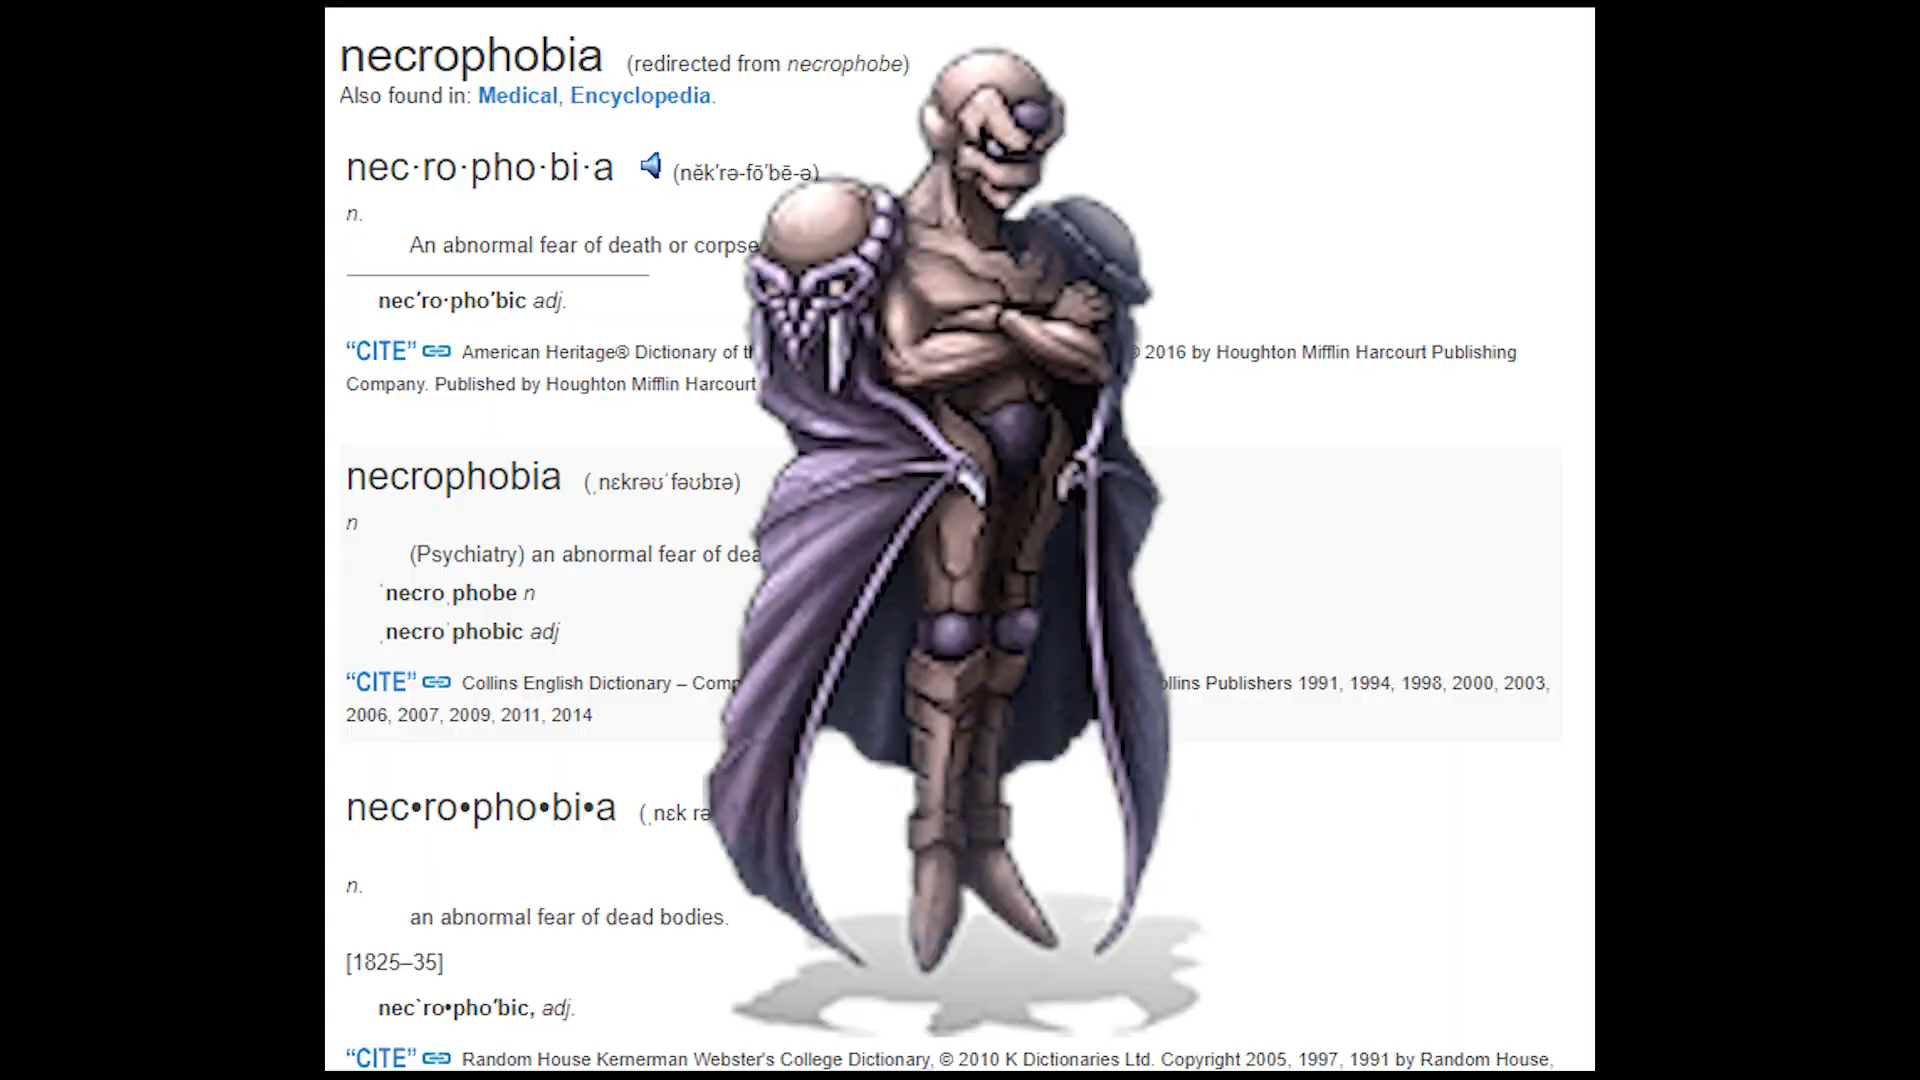 necrophobia (redirected from necrophobe)
Also found in: Medical, Encyclopedia.
nec·ro·pho·bi·a (nĕk′rə-fō′bē-ə)
n.
An abnormal fear of death or corpse
nec′ro·pho′bic adj.
“CITE” American Heritage® Dictionary of 2016 by Houghton Mifflin Harcourt Publishing
Company. Published by Houghton Mifflin Harcourt
necrophobia (ˌnɛkrəʊˈfəʊbɪə)
n
(Psychiatry) an abnormal fear of
ˈnecroˌphobe n
ˌnecroˈphobic adj
“CITE” Collins English Dictionary – Publishers 1991, 1994, 1998, 2000, 2003,
2006, 2007, 2009, 2011, 2014
nec•ro•pho•bi•a (ˌnɛk rə
n.
an abnormal fear of dead bodies.
[1825–35]
nec`ro•pho′bic, adj.
“CITE” Random House Kernerman Webster's College Dictionary, © 2010 K Dictionaries Ltd. Copyright 2005, 1997, 1991 by Random House,